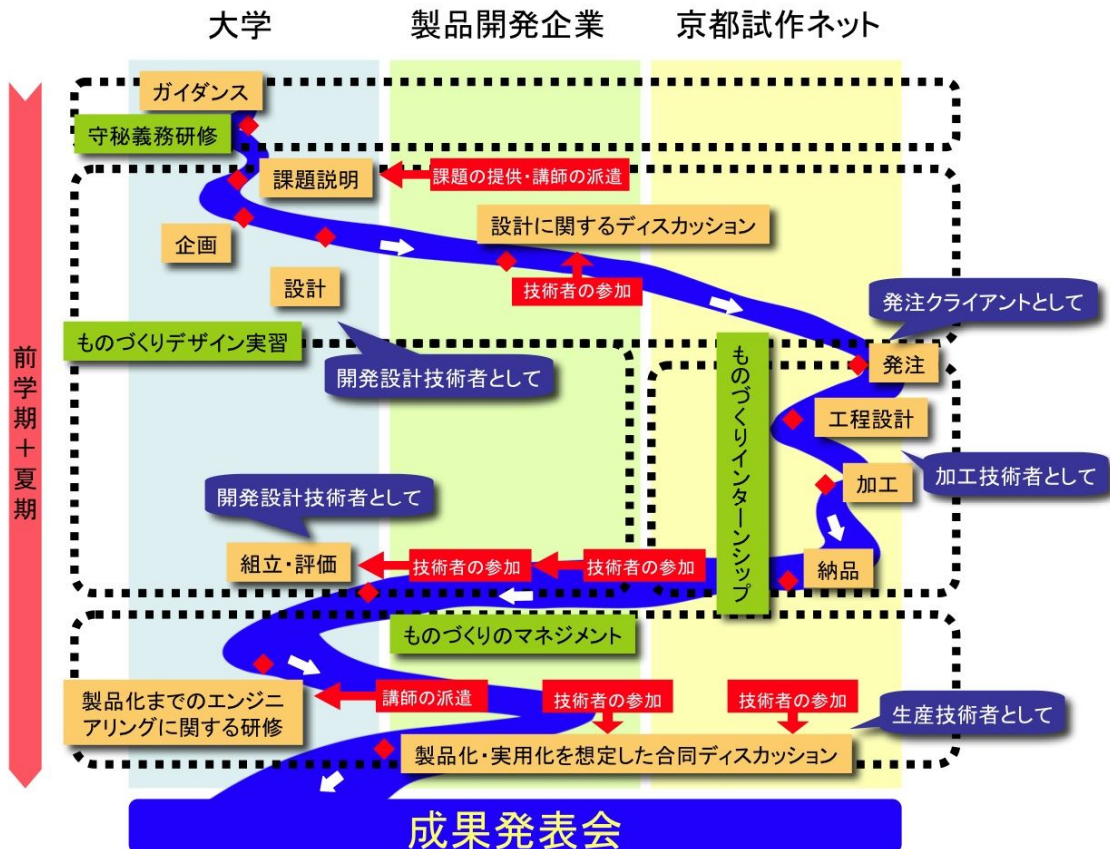 大学
製品開発企業
京都試作ネット
ガイダンス
守秘義務研修
課題説明
課題の提供・講師の派遣
企画
設計に関するディスカッション
設計
技術者の参加
発注クライアントとして
ものづくりデザイン実習
開発設計技術者として
発注
前学期＋夏期
ものづくりインターンシップ
工程設計
加工技術者として
加工
開発設計技術者として
組立・評価
技術者の参加
技術者の参加
納品
ものづくりのマネジメント
製品化までのエンジニ
アリングに関する研修
講師の派遣
技術者の参加
技術者の参加
生産技術者として
製品化・実用化を想定した合同ディスカッション
成果発表会